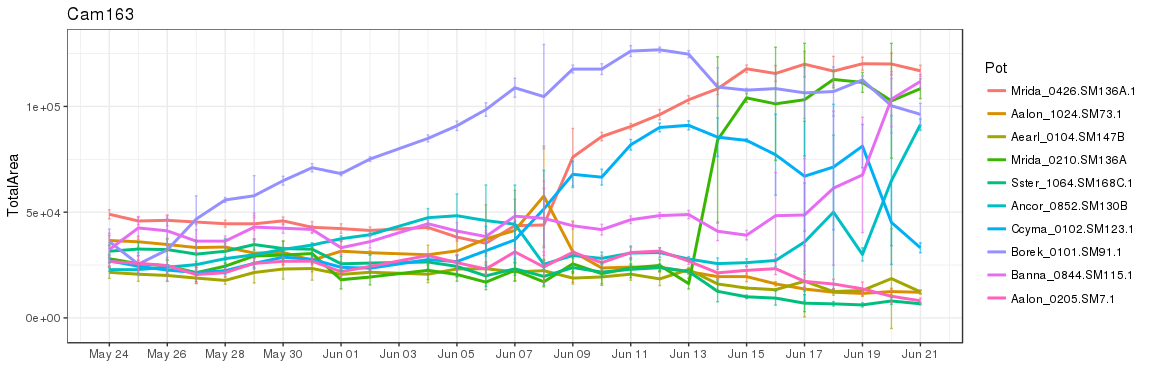 Cam163
TotalArea
1e+05
5e+04
0e+00
May 24 May 26 May 28 May 30 Jun 01 Jun 03 Jun 05 Jun 07 Jun 09 Jun 11 Jun 13 Jun 15 Jun 17 Jun 19 Jun 21
Pot
Mrida_0426.SM136A.1
Aalon_1024.SM73.1
Aearl_0104.SM147B
Mrida_0210.SM136A
Sster_1064.SM168C.1
Ancor_0852.SM130B
Ccyma_0102.SM123.1
Borek_0101.SM91.1
Banna_0844.SM115.1
Aalon_0205.SM7.1